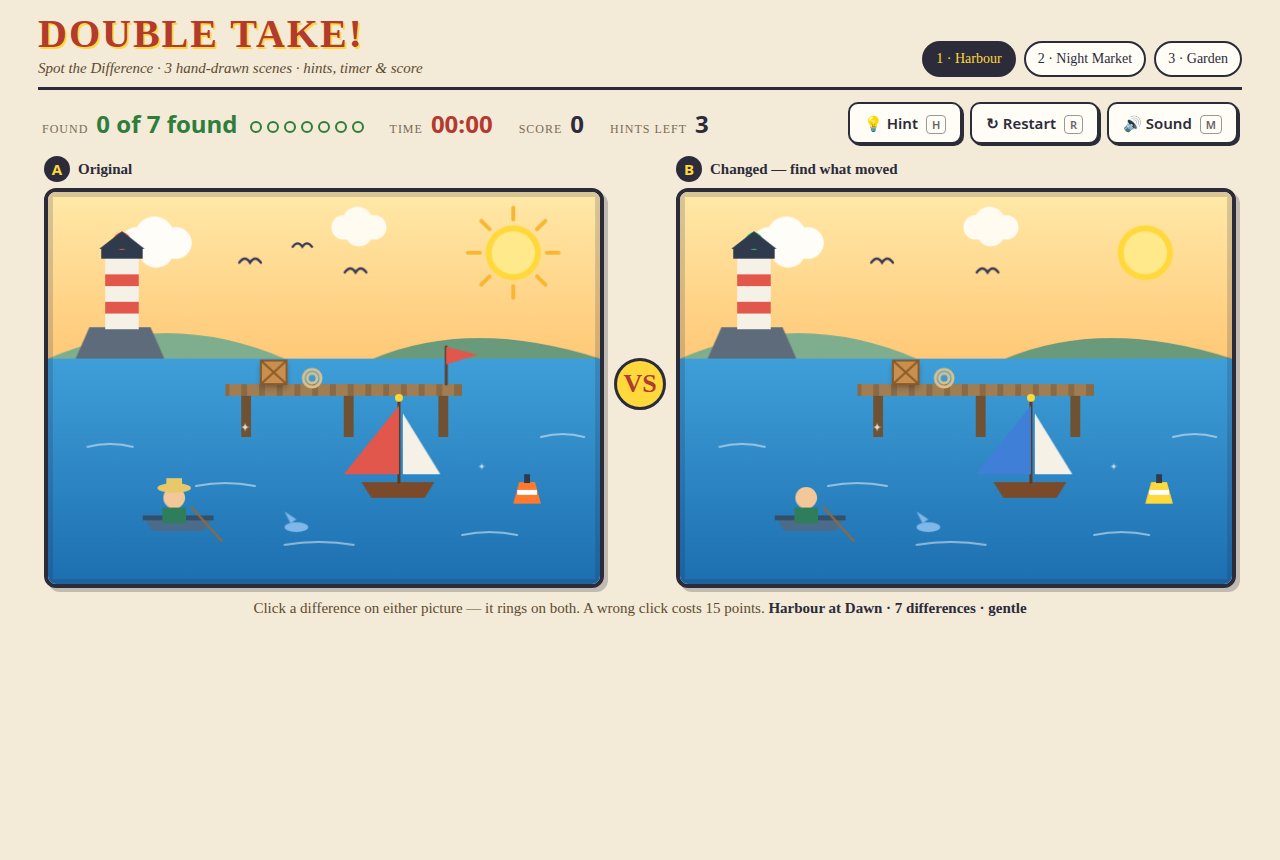 DOUBLE TAKE!
Spot the Difference · 3 hand-drawn scenes · hints, timer & score
1 · Harbour
2 · Night Market
3 · Garden
FOUND 0 of 7 found TIME 00:00 SCORE 0 HINTS LEFT 3
💡 Hint H
↻ Restart R
🔊 Sound M
A Original
B Changed — find what moved
VS
Click a difference on either picture — it rings on both. A wrong click costs 15 points. Harbour at Dawn · 7 differences · gentle